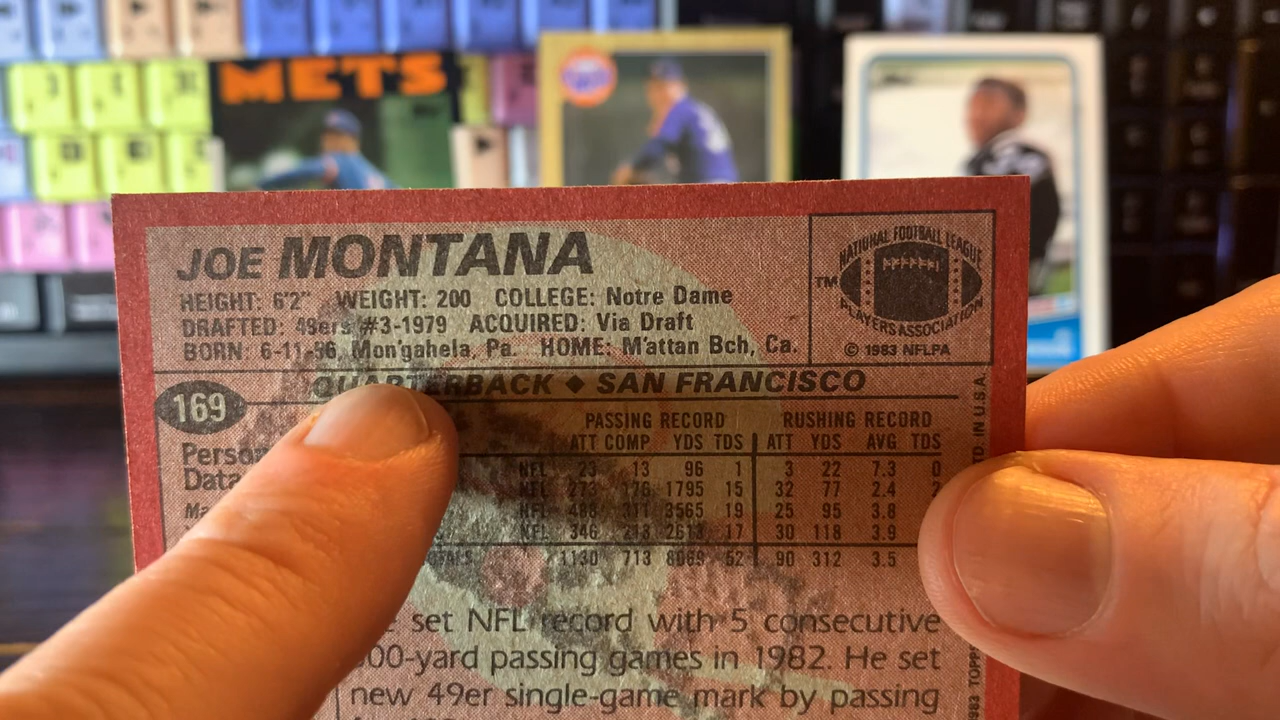 METS
JOE MONTANA
HEIGHT: 6'2" WEIGHT: 200 COLLEGE: Notre Dame
DRAFTED: 49ers #3-1979 ACQUIRED: Via Draft
BORN: 6-11-56, Mon'gahela, Pa. HOME: M'attan Bch, Ca.
NATIONAL FOOTBALL LEAGUE
PLAYERS ASSOCIATION
TM
© 1983 NFLPA
QUARTERBACK ◆ SAN FRANCISCO
169
PASSING RECORD RUSHING RECORD
ATT COMP YDS TDS ATT YDS AVG TDS
NFL 23 13 96 1 3 22 7.3 0
NFL 273 176 1795 15 32 77 2.4 2
NFL 488 311 3565 19 25 95 3.8
NFL 346 213 2613 17 30 118 3.9
1130 713 8069 52 90 312 3.5
Data
set NFL record with 5 consecutive
300-yard passing games in 1982. He set
new 49er single-game mark by passing
IN U.S.A.